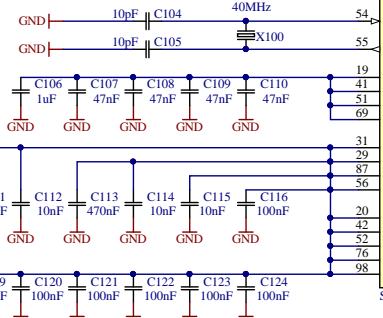 40MHz
10pF C104 54
GND
X100
10pF C105 55
GND
19
C106 C107 C108 C109 C110 41
1uF 47nF 47nF 47nF 47nF 51
69
GND GND GND GND GND
31
29
87
56
1 C112 C113 C114 C115 C116
F 10nF 470nF 10nF 10nF 100nF
20
GND GND GND GND GND 42
52
76
98
9 C120 C121 C122 C123 C124
F 100nF 100nF 100nF 100nF 100nF